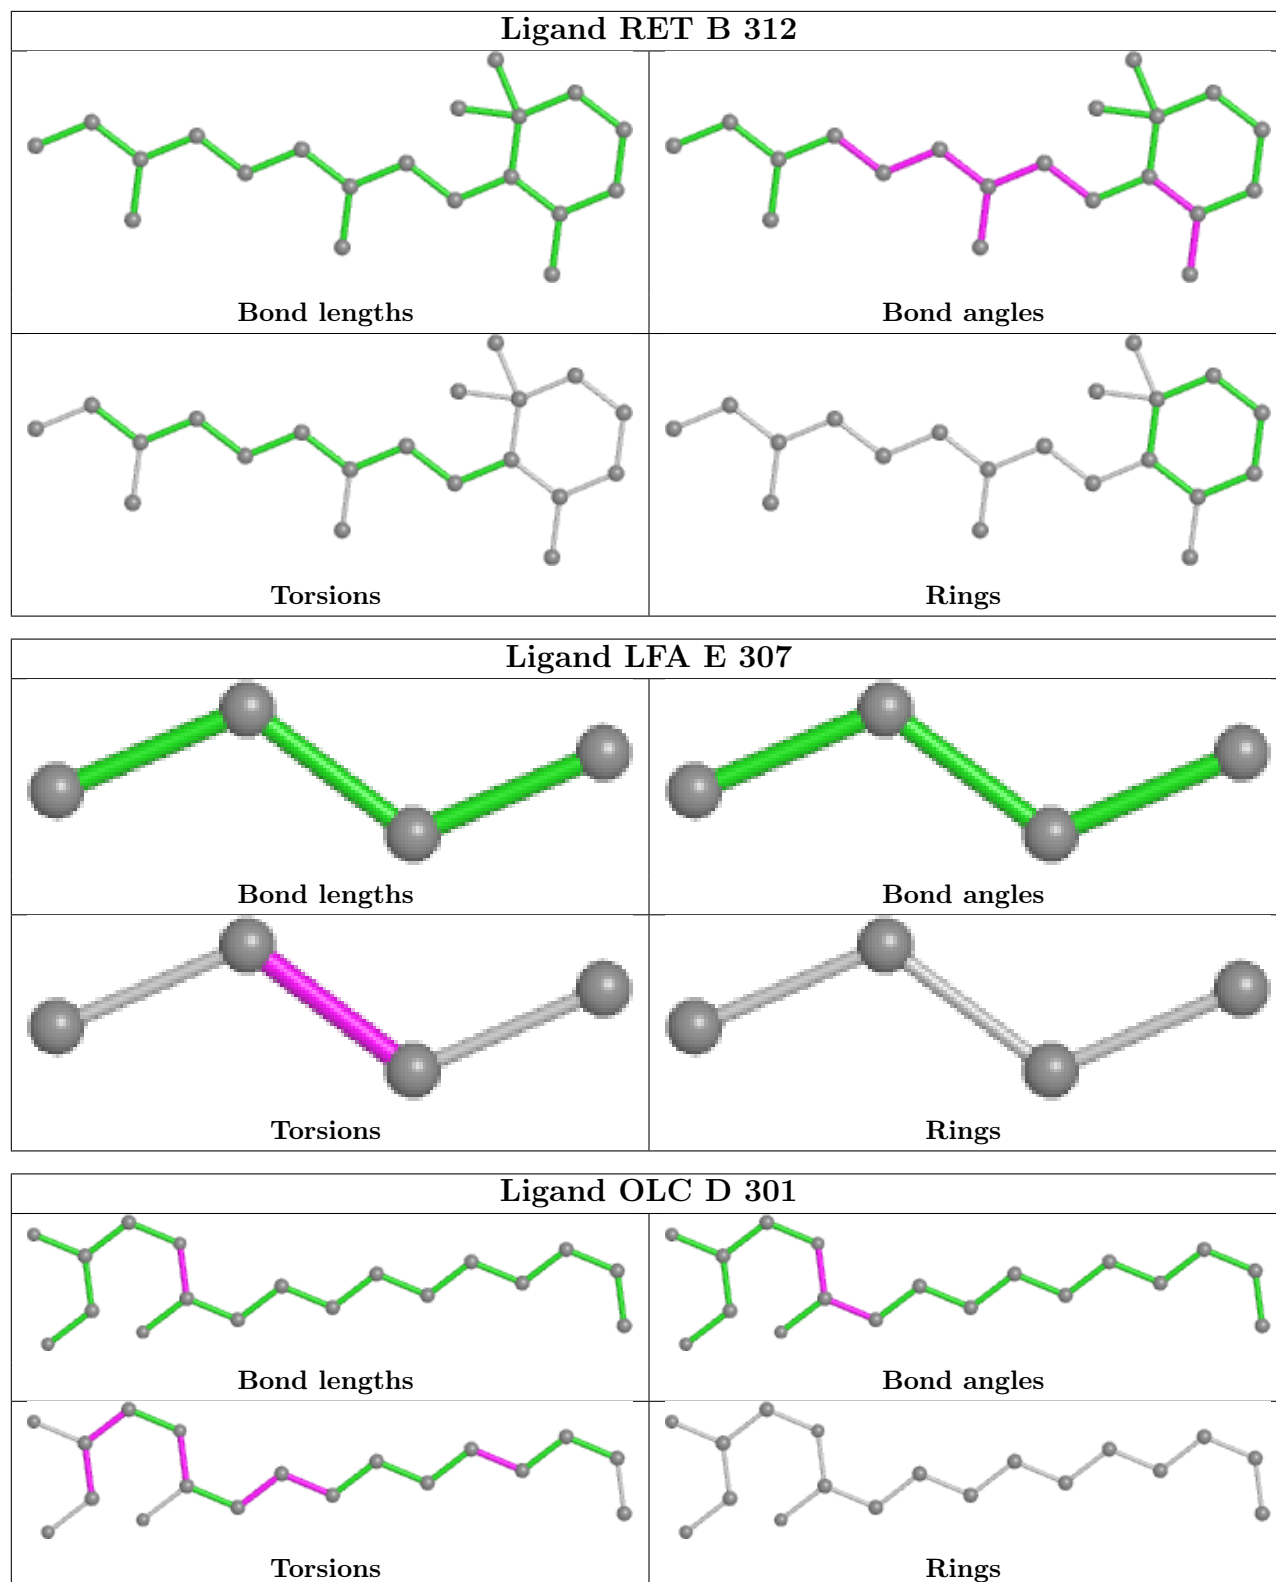 Ligand RET B 312
Bond lengths
Bond angles
Torsions
Rings
Ligand LFA E 307
Bond lengths
Bond angles
Torsions
Rings
Ligand OLC D 301
Bond lengths
Bond angles
Torsions
Rings